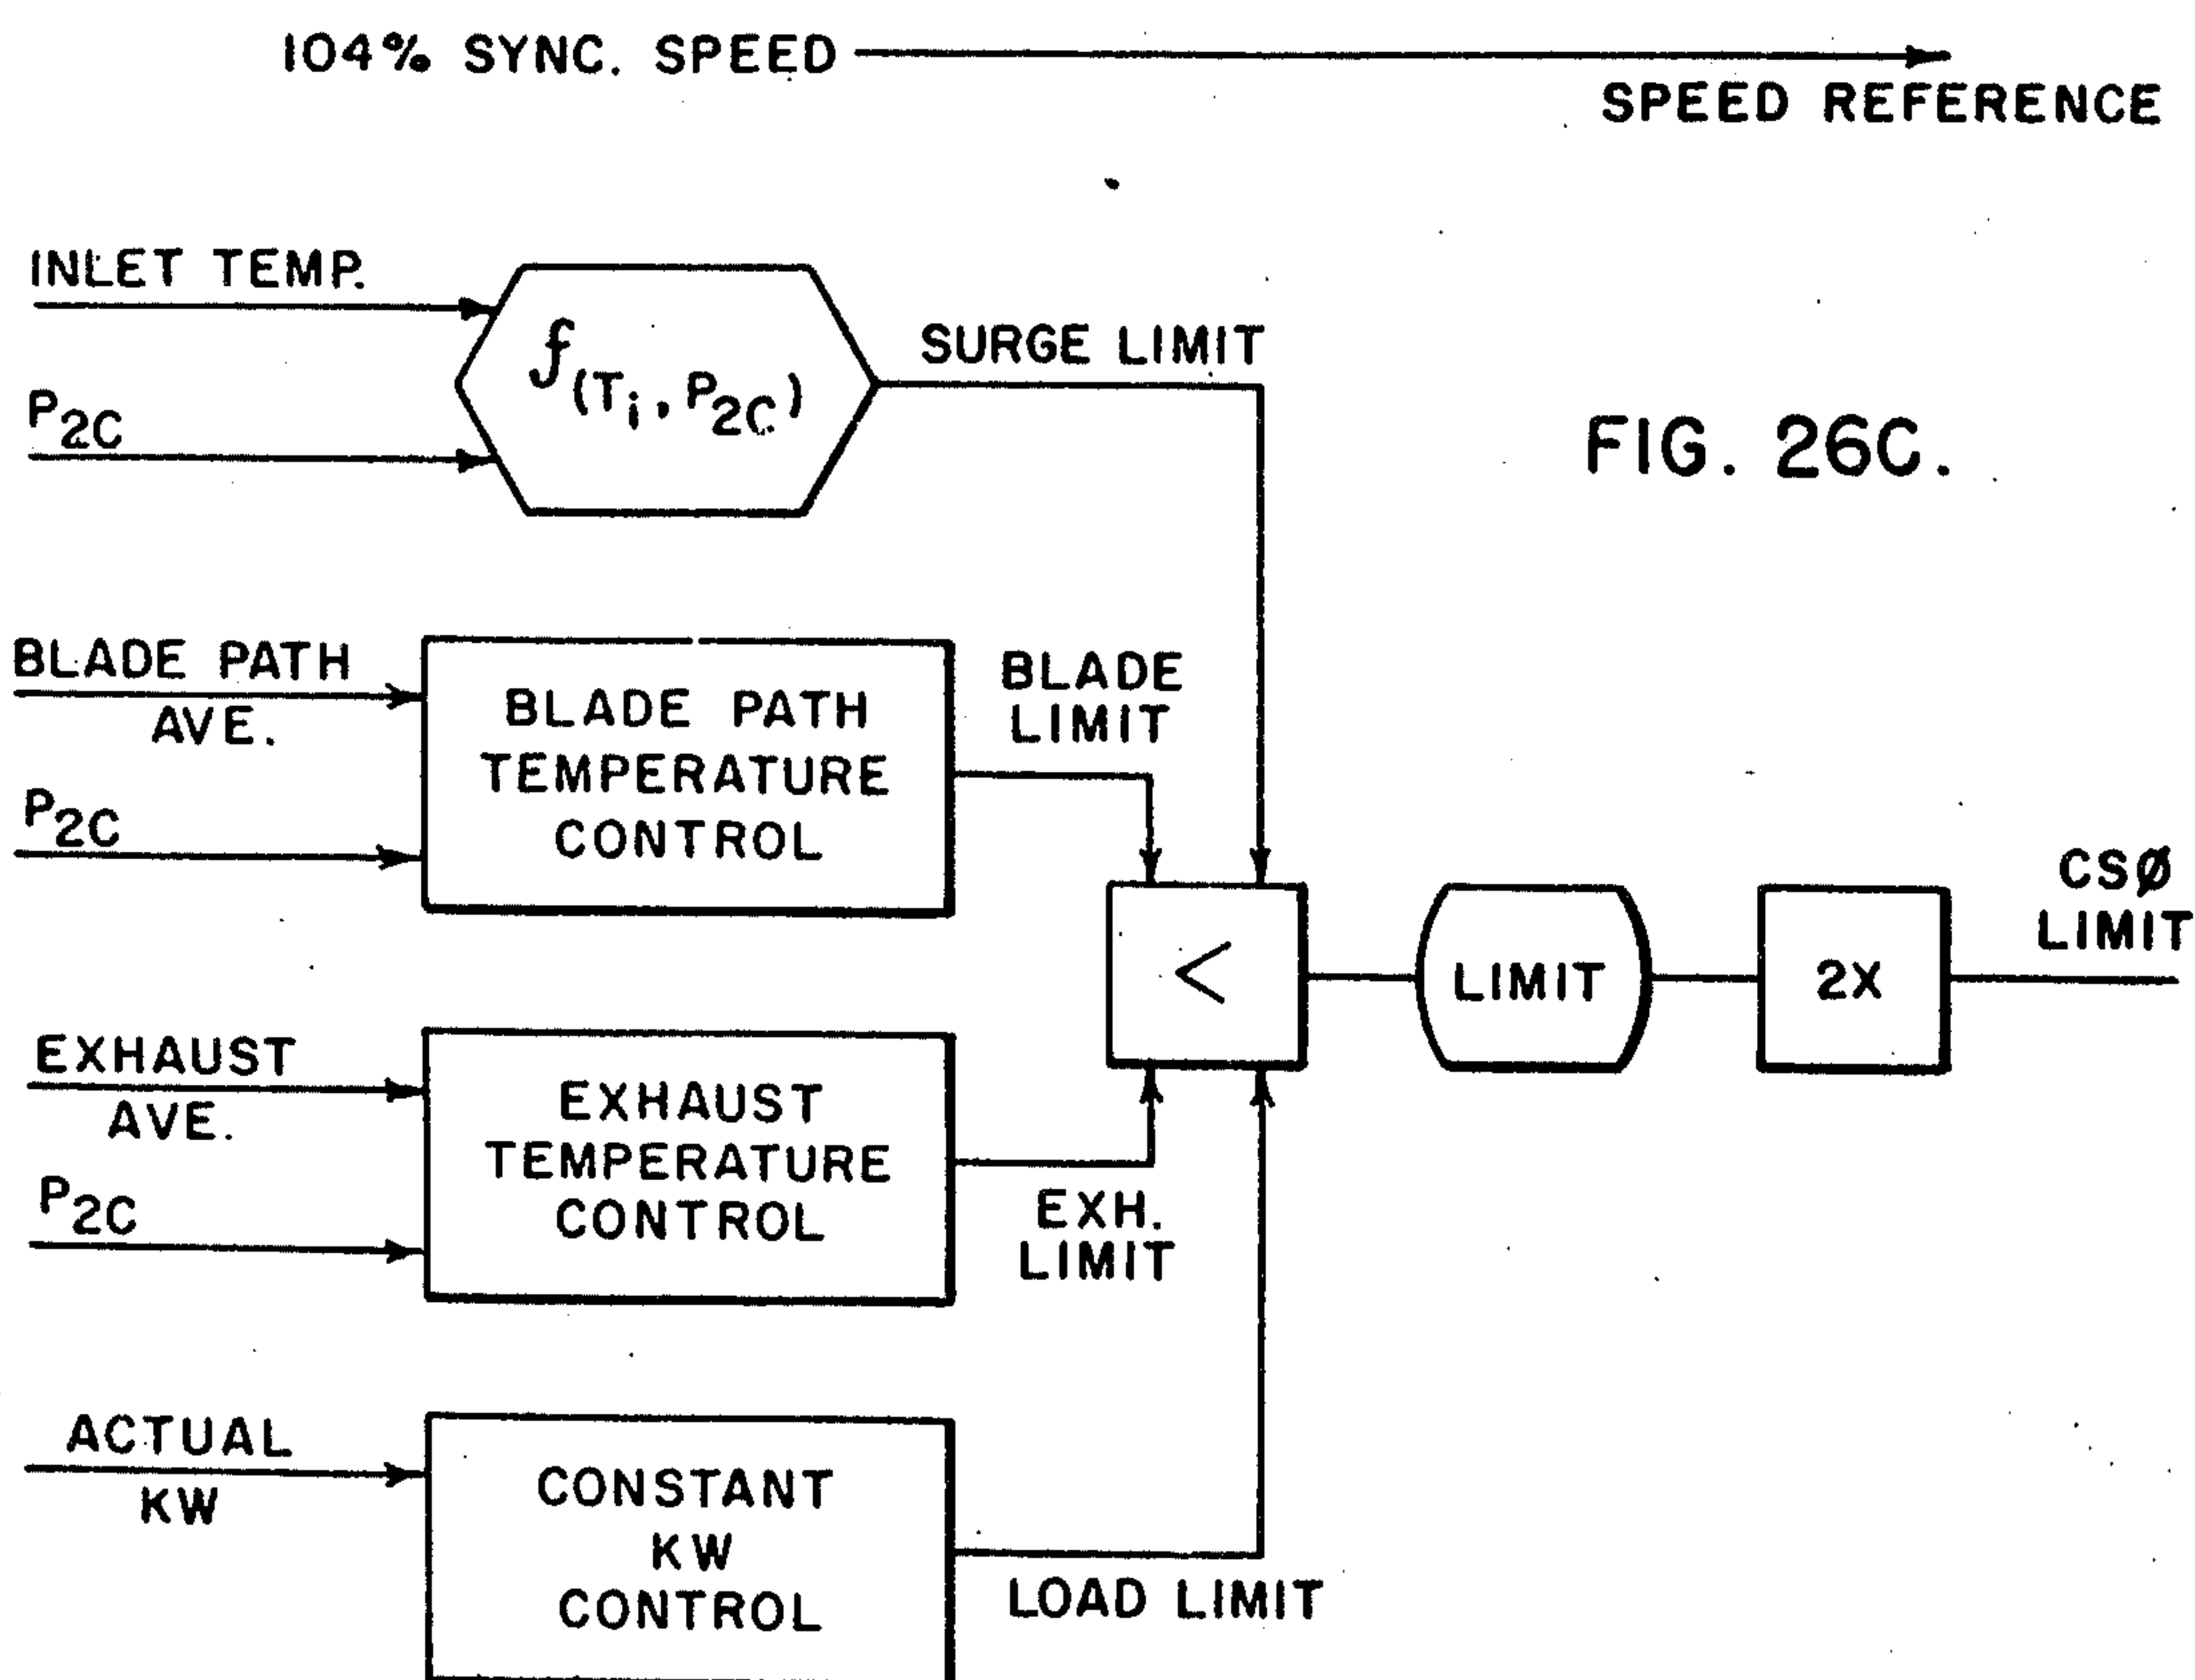 104% SYNC. SPEED
SPEED REFERENCE
INLET TEMP.
P2C
f(Ti, P2C)
SURGE LIMIT
FIG. 26C.
BLADE PATH
AVE.
P2C
BLADE PATH
TEMPERATURE
CONTROL
BLADE
LIMIT
<
LIMIT
2X
CSØ
LIMIT
EXHAUST
AVE.
P2C
EXHAUST
TEMPERATURE
CONTROL
EXH.
LIMIT
ACTUAL
KW
CONSTANT
KW
CONTROL
LOAD LIMIT